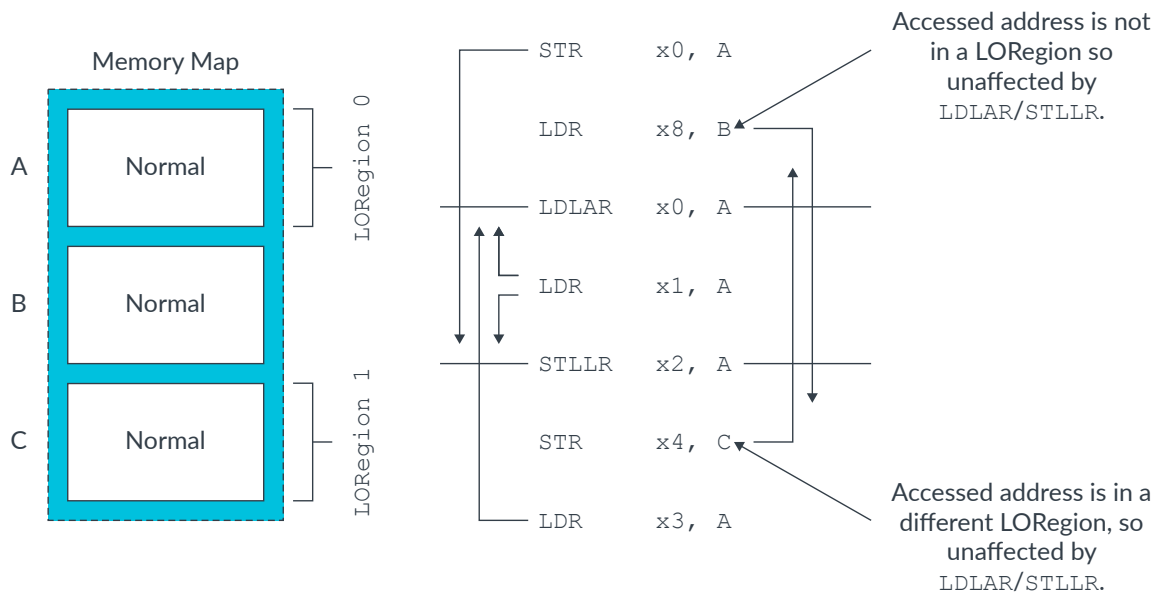 Memory Map
A
Normal
LORegion 0
B
Normal
C
Normal
LORegion 1
STR x0, A
LDR x8, B
LDLAR x0, A
LDR x1, A
STLLR x2, A
STR x4, C
LDR x3, A
Accessed address is not
in a LORegion so
unaffected by
LDLAR/STLLR.
Accessed address is in a
different LORegion, so
unaffected by
LDLAR/STLLR.